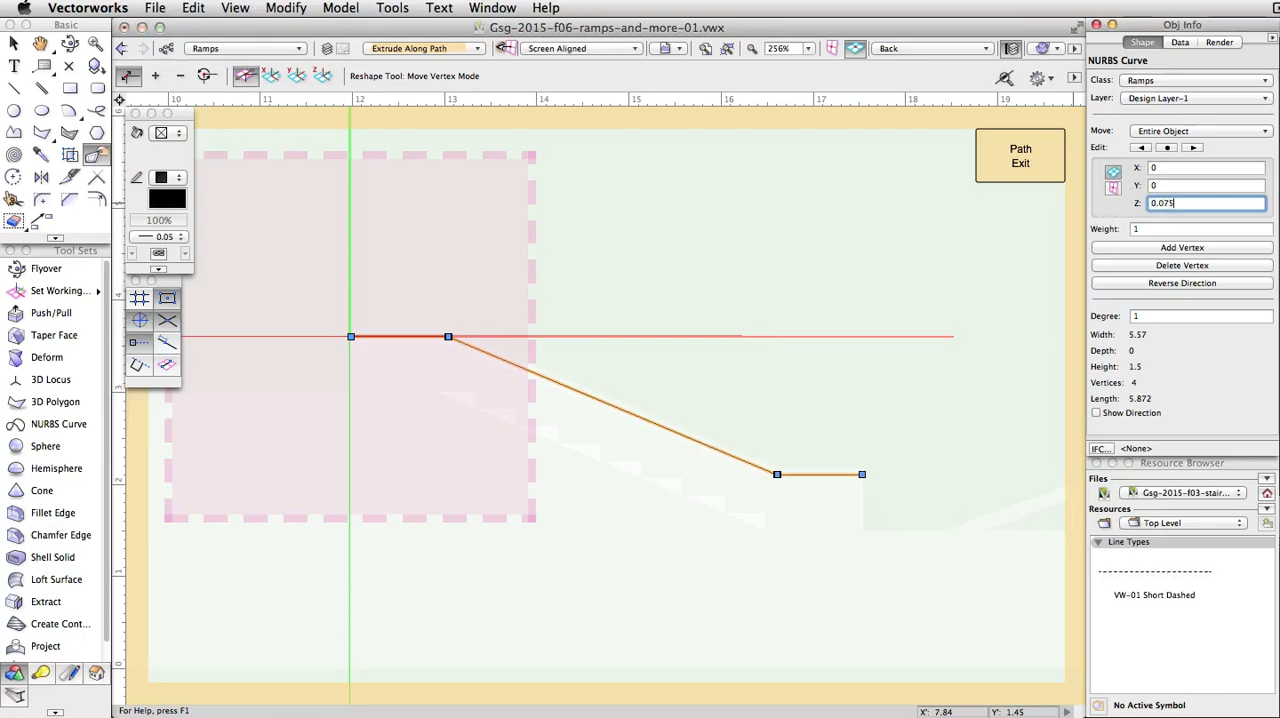 Vectorworks File Edit View Modify Model Tools Text Window Help
Basic
Gsg-2015-f06-ramps-and-more-01.vwx
Obj Info
Ramps
Extrude Along Path
Screen Aligned
256%
Back
Shape Data Render
NURBS Curve
Class: Ramps
Layer: Design Layer-1
Reshape Tool: Move Vertex Mode
10 11 12 13 14 15 16 17 18 19
6
5
4
3
2
1
0
100%
0.05
Path
Exit
Move: Entire Object
Edit:
X: 0
Y: 0
Z: 0.075
Weight: 1
Add Vertex
Delete Vertex
Reverse Direction
Degree: 1
Width: 5.57
Depth: 0
Height: 1.5
Vertices: 4
Length: 5.872
Show Direction
IFC... <None>
Resource Browser
Files
Gsg-2015-f03-stair...
Resources
Top Level
Line Types
VW-01 Short Dashed
No Active Symbol
Tool Sets
Flyover
Set Working...
Push/Pull
Taper Face
Deform
3D Locus
3D Polygon
NURBS Curve
Sphere
Hemisphere
Cone
Fillet Edge
Chamfer Edge
Shell Solid
Loft Surface
Extract
Create Cont...
Project
For Help, press F1
X': 7.84 Y': 1.45